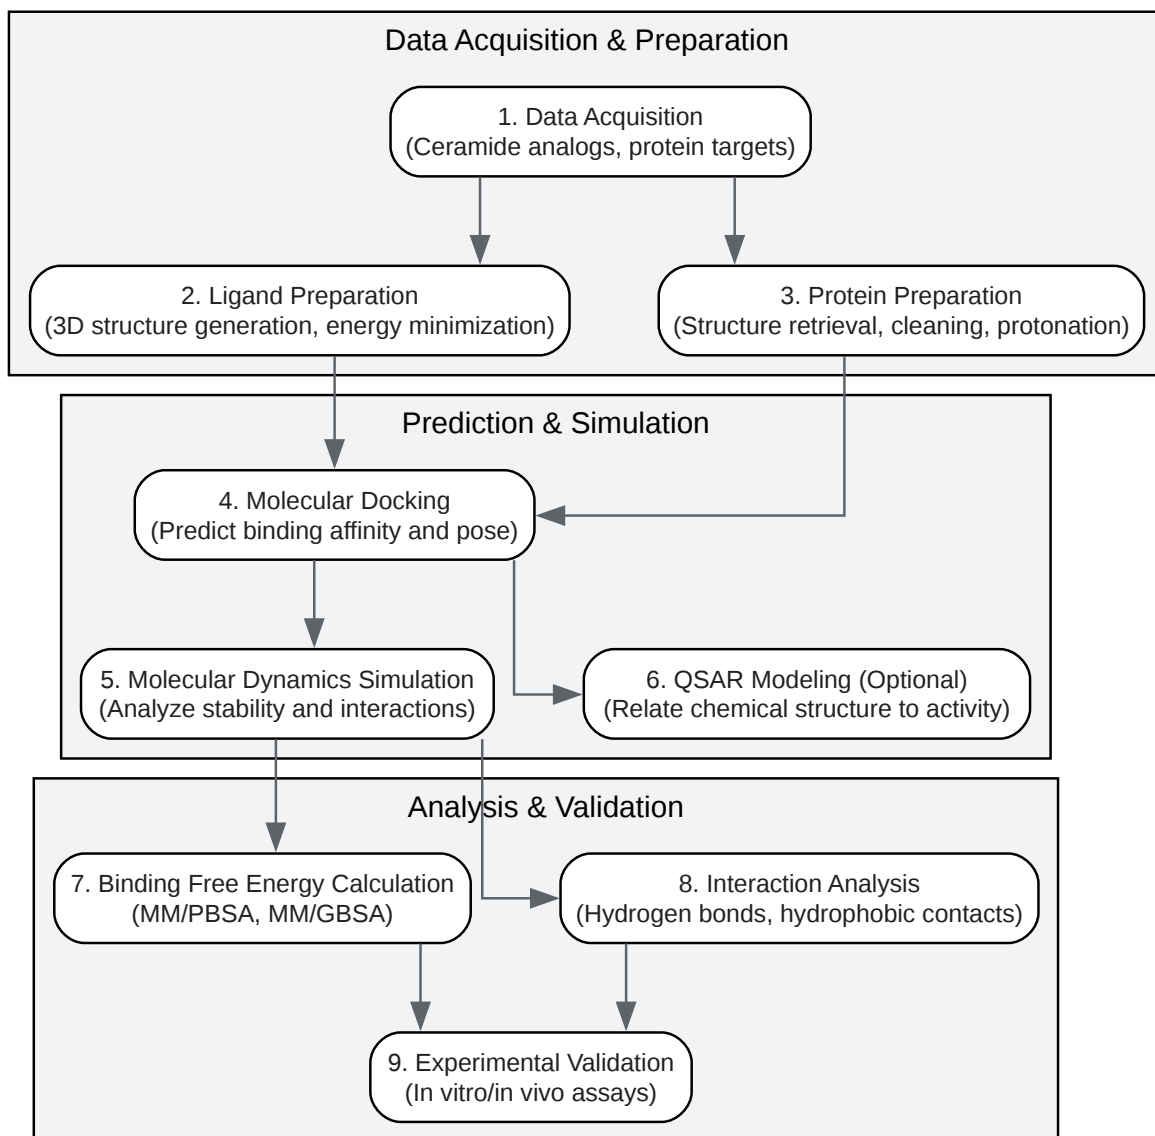 Data Acquisition & Preparation
1. Data Acquisition
(Ceramide analogs, protein targets)
2. Ligand Preparation
(3D structure generation, energy minimization)
3. Protein Preparation
(Structure retrieval, cleaning, protonation)
Prediction & Simulation
4. Molecular Docking
(Predict binding affinity and pose)
5. Molecular Dynamics Simulation
(Analyze stability and interactions)
6. QSAR Modeling (Optional)
(Relate chemical structure to activity)
Analysis & Validation
7. Binding Free Energy Calculation
(MM/PBSA, MM/GBSA)
8. Interaction Analysis
(Hydrogen bonds, hydrophobic contacts)
9. Experimental Validation
(In vitro/in vivo assays)